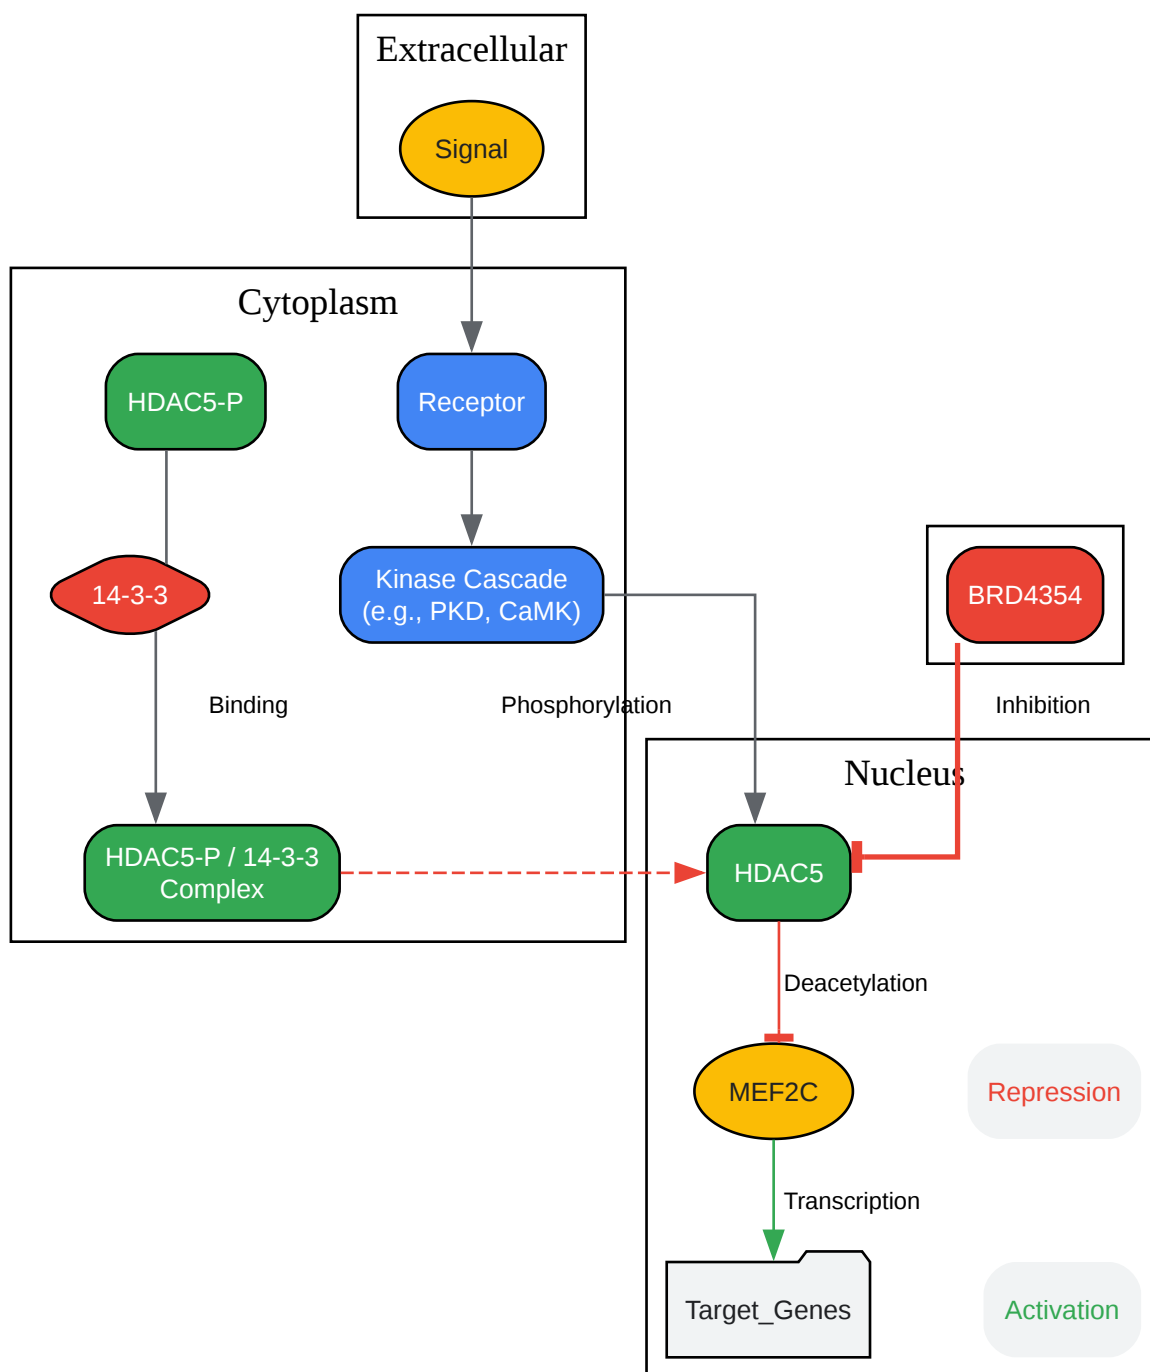 Extracellular
Signal
Cytoplasm
HDAC5-P
Receptor
14-3-3
Kinase Cascade
(e.g., PKD, CaMK)
BRD4354
Binding
Phosphorylation
Inhibition
Nucleus
HDAC5-P / 14-3-3
Complex
HDAC5
Deacetylation
MEF2C
Repression
Transcription
Target_Genes
Activation